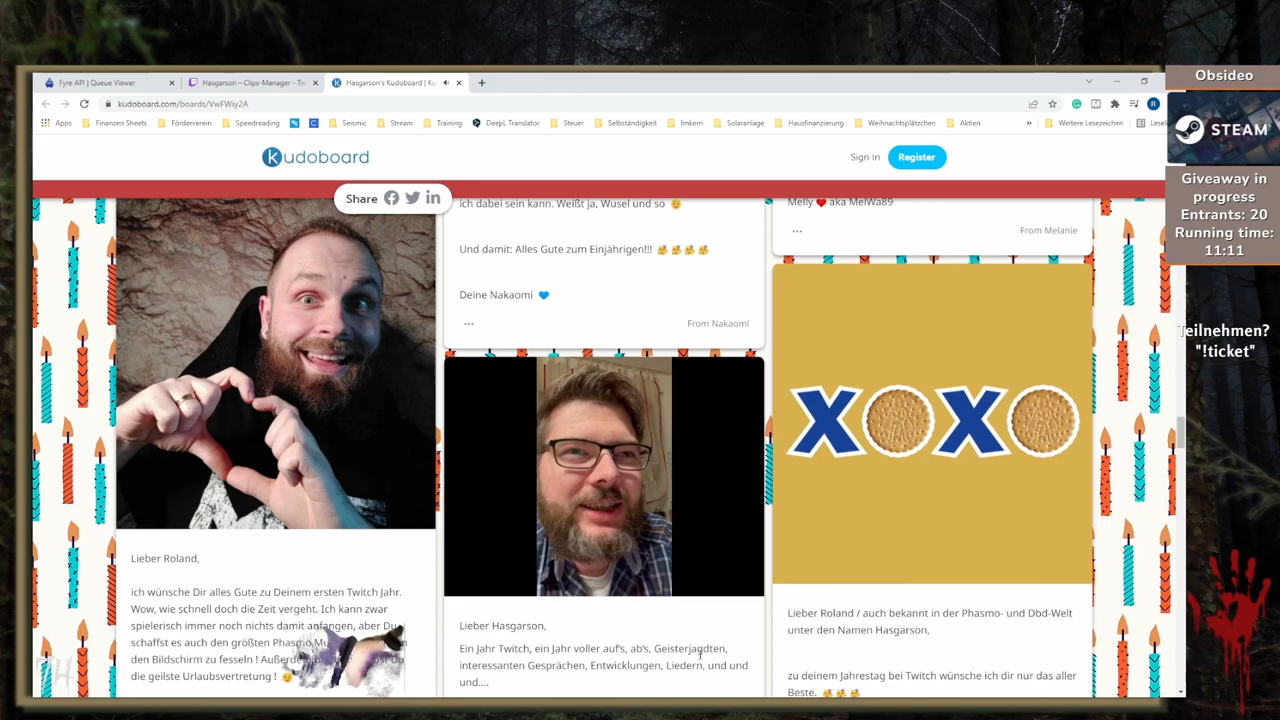 Fyre API | Queue Viewer
Hasgarson – Clips-Manager - Tw
Hasgarson's Kudoboard | Ku
kudoboard.com/boards/VwFWiy2A
Apps Finanzen Sheets Förderverein Speedreading Seismic Stream Training DeepL Translator Steuer Selbständigkeit Imkern Solaranlage Hausfinanzierung Weihnachtsplätzchen Aktien » Weitere Lesezeichen
kudoboard
Sign In
Register
Share
Lieber Roland,
ich wünsche Dir alles Gute zu Deinem ersten Twitch Jahr.
Wow, wie schnell doch die Zeit vergeht. Ich kann zwar
spielerisch immer noch nichts damit anfangen, aber Du
schaffst es auch den größten Phasmo
den Bildschirm zu fesseln !
die geilste Urlaubsvertretung !
ich dabei sein kann. Weißt ja, Wusel und so
Und damit: Alles Gute zum Einjährigen!!!
Deine Nakaomi
From Nakaomi
Lieber Hasgarson,
Ein Jahr Twitch, ein Jahr voller auf's, ab's, Geisterjagdten,
interessanten Gesprächen, Entwicklungen, Liedern, und und
und....
Melly ❤ aka MelWa89
From Melanie
XOXO
Lieber Roland / auch bekannt in der Phasmo- und Dbd-Welt
unter den Namen Hasgarson,
zu deinem Jahrestag bei Twitch wünsche ich dir nur das aller
Beste.
Obsideo
STEAM
Giveaway in
progress
Entrants: 20
Running time:
11:11
Teilnehmen?
"!ticket"